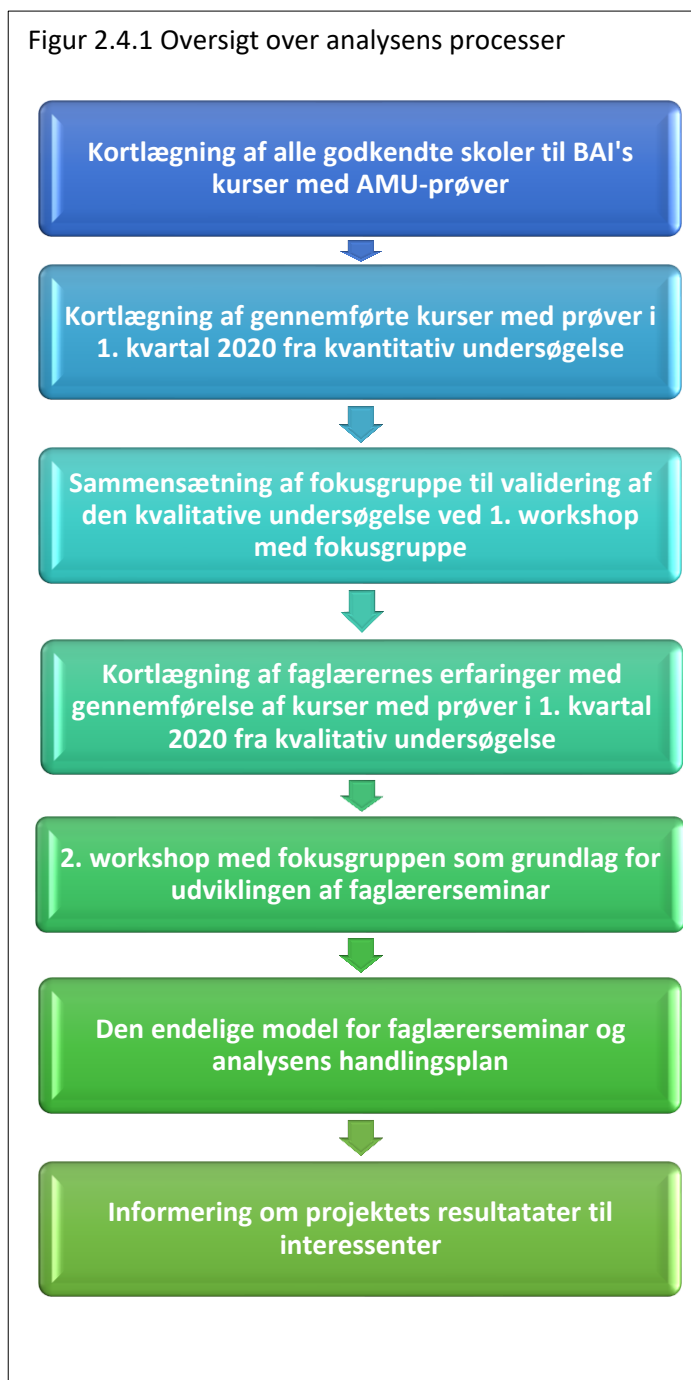 Figur 2.4.1 Oversigt over analysens processer
Kortlægning af alle godkendte skoler til BAI's
kurser med AMU-prøver
Kortlægning af gennemførte kurser med prøver i
1. kvartal 2020 fra kvantitativ undersøgelse
Sammensætning af fokusgruppe til validering af
den kvalitative undersøgelse ved 1. workshop
med fokusgruppe
Kortlægning af faglærernes erfaringer med
gennemførelse af kurser med prøver i 1. kvartal
2020 fra kvalitativ undersøgelse
2. workshop med fokusgruppen som grundlag for
udviklingen af faglærerseminar
Den endelige model for faglærerseminar og
analysens handlingsplan
Informering om projektets resultatater til
interessenter